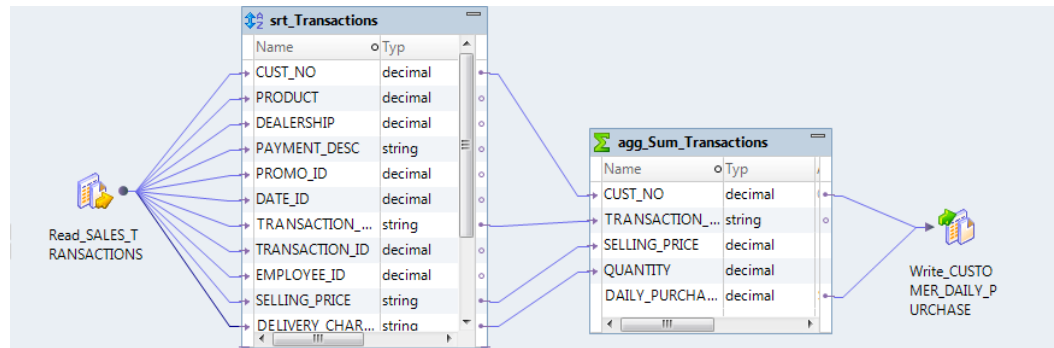 srt_Transactions
Name Typ
CUST_NO decimal
PRODUCT decimal
DEALERSHIP decimal
PAYMENT_DESC string
PROMO_ID decimal
DATE_ID decimal
TRANSACTION_... string
TRANSACTION_ID decimal
EMPLOYEE_ID decimal
SELLING_PRICE string
DELIVERY CHAR... string
Read_SALES_T
RANSACTIONS
agg_Sum_Transactions
Name Typ
CUST_NO decimal
TRANSACTION_... string
SELLING_PRICE decimal
QUANTITY decimal
DAILY_PURCHA... decimal
Write_CUSTO
MER_DAILY_P
URCHASE